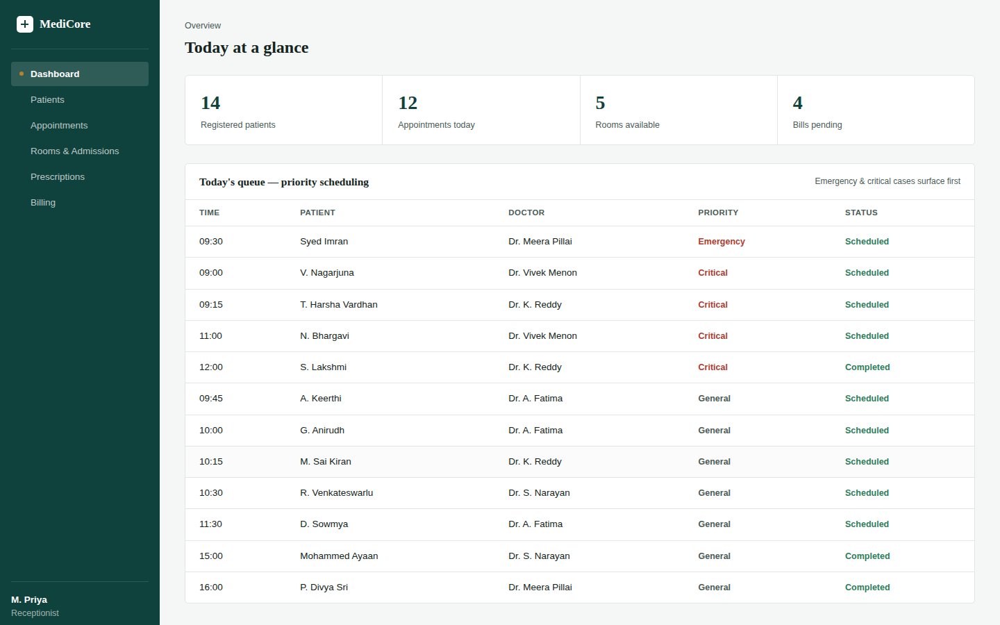 MediCore
Dashboard
Patients
Appointments
Rooms & Admissions
Prescriptions
Billing
M. Priya
Receptionist
Overview
Today at a glance
14
Registered patients
12
Appointments today
5
Rooms available
4
Bills pending
Today's queue — priority scheduling
Emergency & critical cases surface first
TIME PATIENT DOCTOR PRIORITY STATUS
09:30 Syed Imran Dr. Meera Pillai Emergency Scheduled
09:00 V. Nagarjuna Dr. Vivek Menon Critical Scheduled
09:15 T. Harsha Vardhan Dr. K. Reddy Critical Scheduled
11:00 N. Bhargavi Dr. Vivek Menon Critical Scheduled
12:00 S. Lakshmi Dr. K. Reddy Critical Completed
09:45 A. Keerthi Dr. A. Fatima General Scheduled
10:00 G. Anirudh Dr. A. Fatima General Scheduled
10:15 M. Sai Kiran Dr. K. Reddy General Scheduled
10:30 R. Venkateswarlu Dr. S. Narayan General Scheduled
11:30 D. Sowmya Dr. A. Fatima General Scheduled
15:00 Mohammed Ayaan Dr. S. Narayan General Completed
16:00 P. Divya Sri Dr. Meera Pillai General Completed